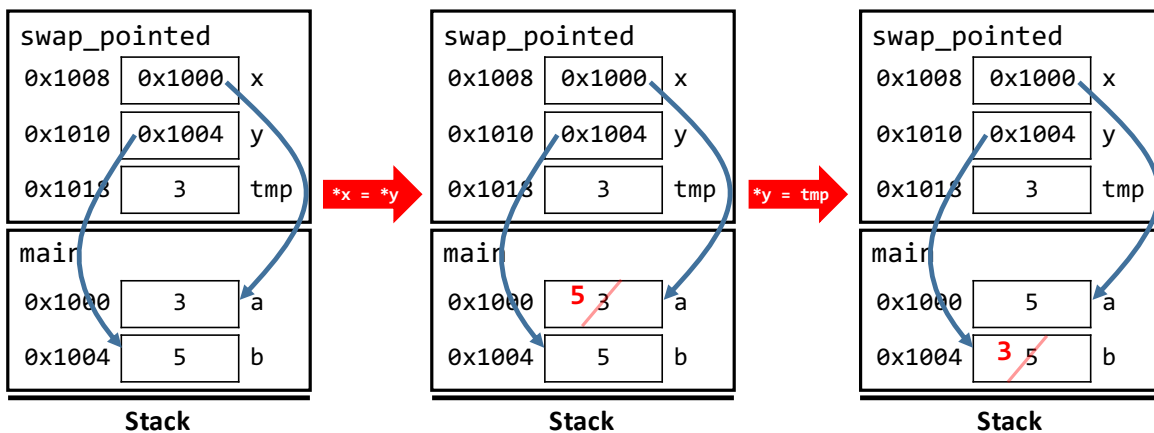 swap_pointed
0x1008 0x1000 x
0x1010 0x1004 y
0x1018 3 tmp
main
0x1000 3 a
0x1004 5 b
Stack
*x = *y
swap_pointed
0x1008 0x1000 x
0x1010 0x1004 y
0x1018 3 tmp
main
0x1000 5 3 a
0x1004 5 b
Stack
*y = tmp
swap_pointed
0x1008 0x1000 x
0x1010 0x1004 y
0x1018 3 tmp
main
0x1000 5 a
0x1004 3 5 b
Stack